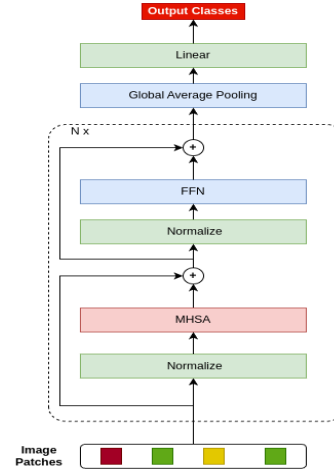 Output Classes
Linear
Global Average Pooling
N x
+
FFN
Normalize
+
MHSA
Normalize
Image
Patches